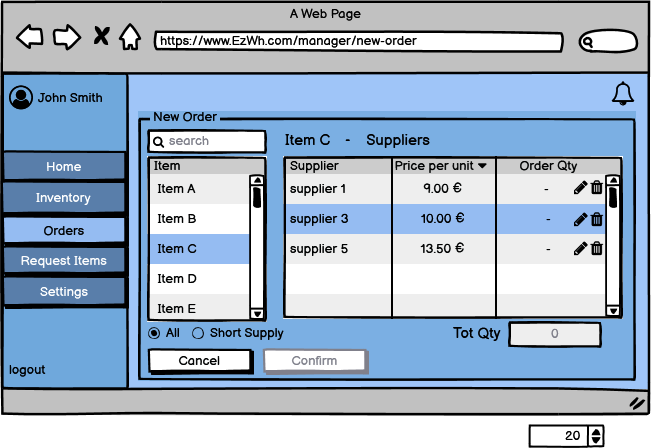 A Web Page
https://www.EzWh.com/manager/new-order
John Smith
Home
Inventory
Orders
Request Items
Settings
logout
New Order
search
Item
Item A
Item B
Item C
Item D
Item E
All Short Supply
Cancel Confirm
Item C - Suppliers
Supplier Price per unit Order Qty
supplier 1 9.00 € -
supplier 3 10.00 € -
supplier 5 13.50 € -
Tot Qty 0
20